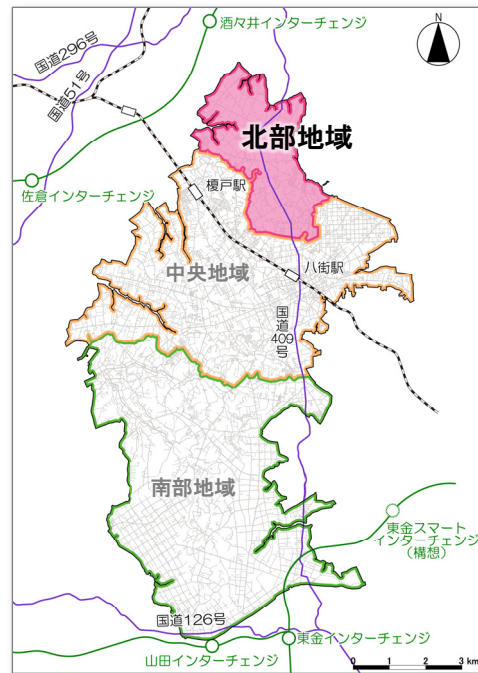 酒々井インターチェンジ
N
国道296号
国道51号
北部地域
榎戸駅
佐倉インターチェンジ
八街駅
中央地域
国道
409
号
南部地域
東金スマート
インターチェンジ
（構想）
国道126号
東金インターチェンジ
山田インターチェンジ
0 1 2 3 km